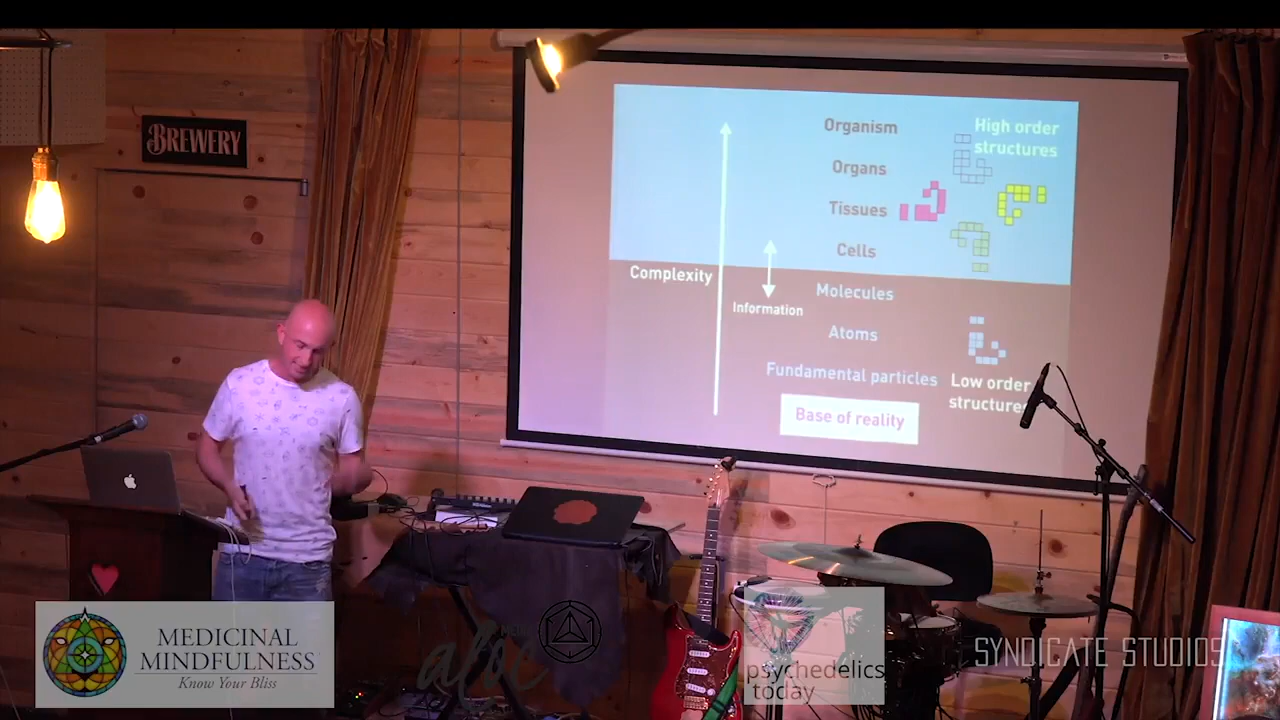 BREWERY
Organism
High order
structures
Organs
Tissues
Cells
Complexity
Information
Molecules
Atoms
Fundamental particles
Low order
structures
Base of reality
MEDICINAL
MINDFULNESS
Know Your Bliss
aloc
psychedelics
today
SYNDICATE STUDIOS